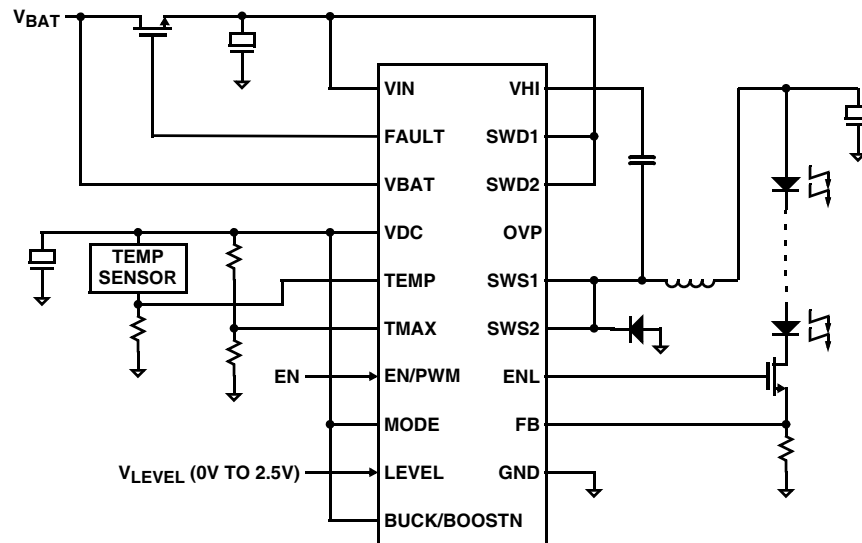 VBAT
VIN
VHI
FAULT
SWD1
VBAT
SWD2
VDC
OVP
TEMP
SENSOR
TEMP
SWS1
TMAX
SWS2
EN
EN/PWM
ENL
MODE
FB
VLEVEL (0V TO 2.5V)
LEVEL
GND
BUCK/BOOSTN